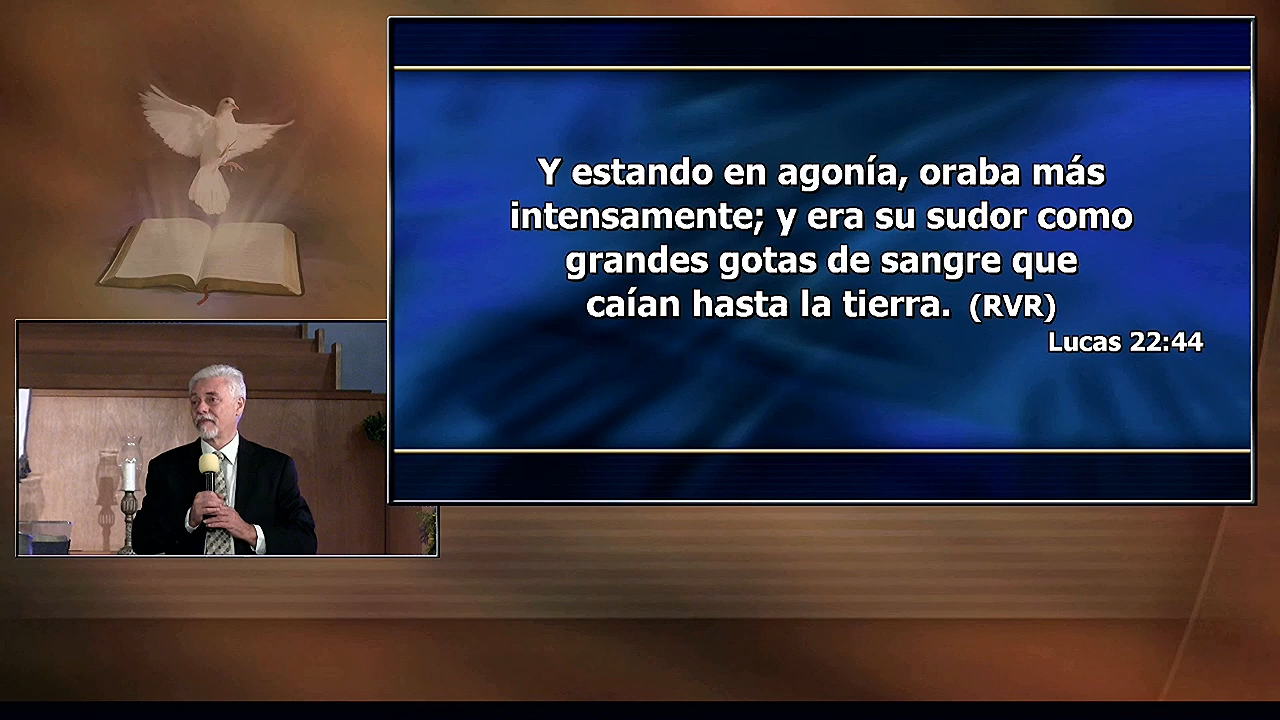 Y estando en agonía, oraba más
intensamente; y era su sudor como
grandes gotas de sangre que
caían hasta la tierra. (RVR)
Lucas 22:44